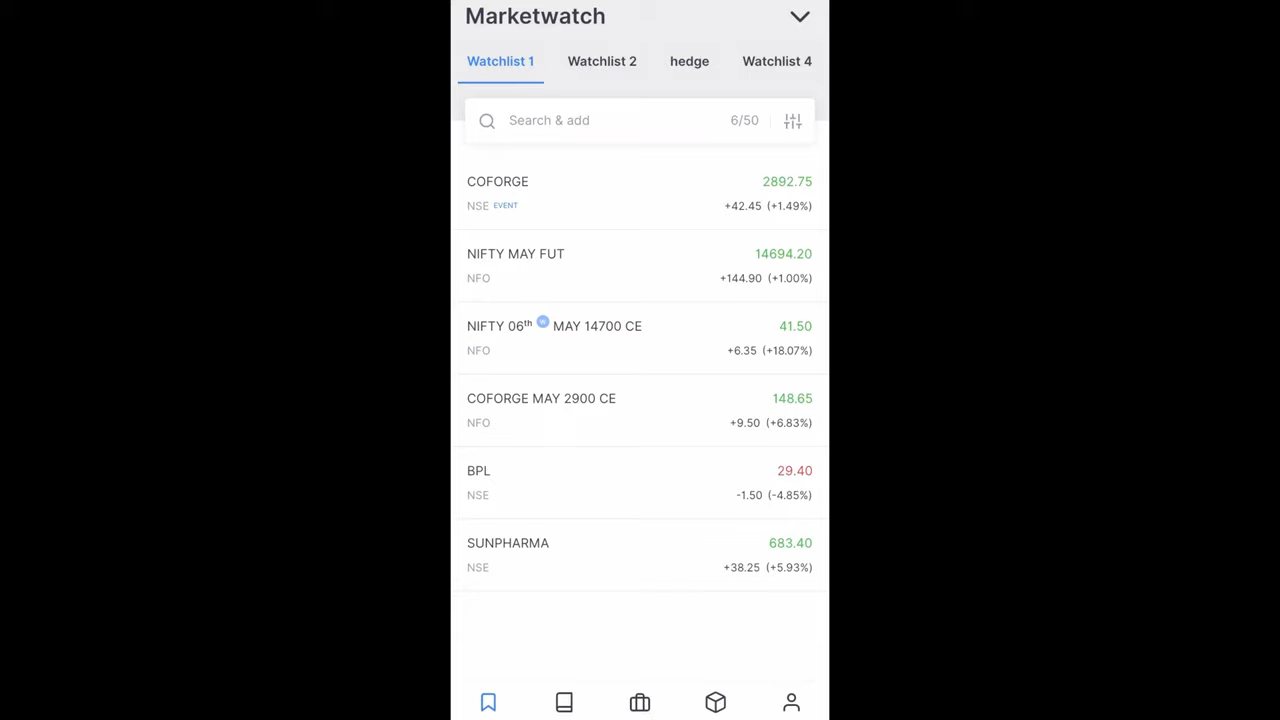 Marketwatch
Watchlist 1 Watchlist 2 hedge Watchlist 4
Search & add 6/50
COFORGE 2892.75
NSE EVENT +42.45 (+1.49%)
NIFTY MAY FUT 14694.20
NFO +144.90 (+1.00%)
NIFTY 06th W MAY 14700 CE 41.50
NFO +6.35 (+18.07%)
COFORGE MAY 2900 CE 148.65
NFO +9.50 (+6.83%)
BPL 29.40
NSE -1.50 (-4.85%)
SUNPHARMA 683.40
NSE +38.25 (+5.93%)